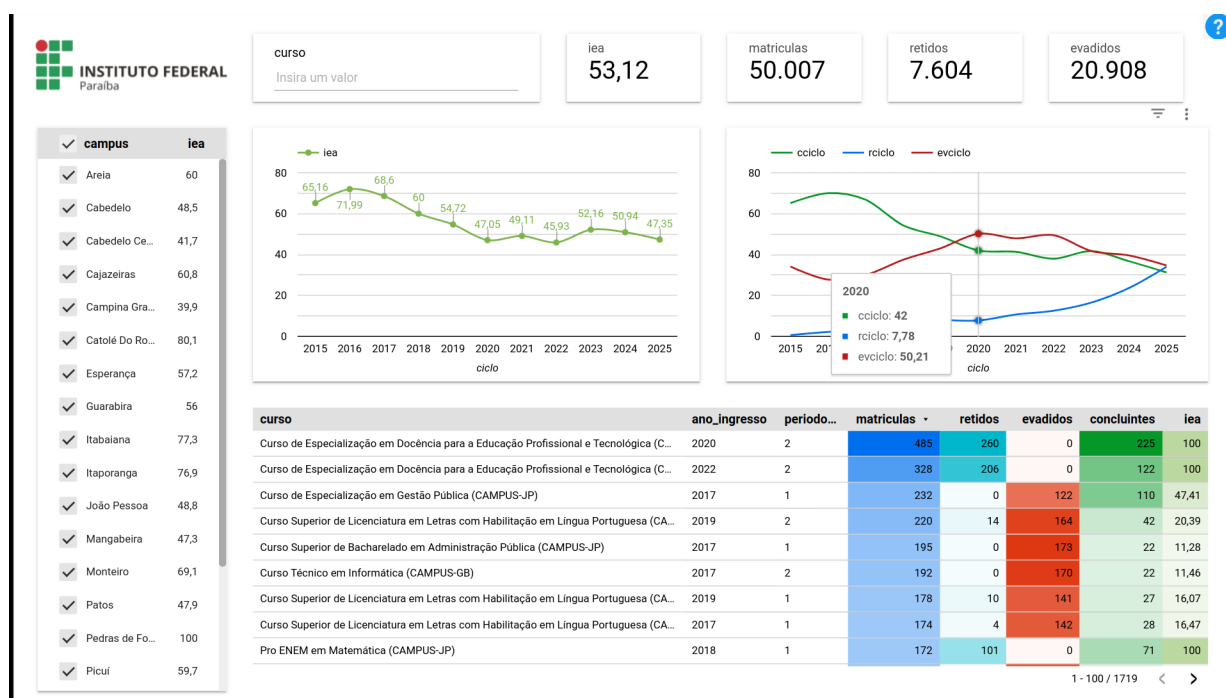 ?
INSTITUTO FEDERAL
Paraíba
curso
Insira um valor
iea
53,12
matriculas
50.007
retidos
7.604
evadidos
20.908
campus iea
Areia 60
Cabedelo 48,5
Cabedelo Ce... 41,7
Cajazeiras 60,8
Campina Gra... 39,9
Catolé Do Ro... 80,1
Esperança 57,2
Guarabira 56
Itabaiana 77,3
Itaporanga 76,9
João Pessoa 48,8
Mangabeira 47,3
Monteiro 69,1
Patos 47,9
Pedras de Fo... 100
Picuí 59,7
iea
80
60
40
20
0
65,16 71,99 68,6 60 54,72 47,05 49,11 45,93 52,16 50,94 47,35
2015 2016 2017 2018 2019 2020 2021 2022 2023 2024 2025
ciclo
cciclo rciclo evciclo
80
60
40
20
0
2020
cciclo: 42
rciclo: 7,78
evciclo: 50,21
2015 2020 2021 2022 2023 2024 2025
ciclo
curso ano_ingresso periodo... matriculas retidos evadidos concluintes iea
Curso de Especialização em Docência para a Educação Profissional e Tecnológica (C... 2020 2 485 260 0 225 100
Curso de Especialização em Docência para a Educação Profissional e Tecnológica (C... 2022 2 328 206 0 122 100
Curso de Especialização em Gestão Pública (CAMPUS-JP) 2017 1 232 0 122 110 47,41
Curso Superior de Licenciatura em Letras com Habilitação em Língua Portuguesa (CA... 2019 2 220 14 164 42 20,39
Curso Superior de Bacharelado em Administração Pública (CAMPUS-JP) 2017 1 195 0 173 22 11,28
Curso Técnico em Informática (CAMPUS-GB) 2017 2 192 0 170 22 11,46
Curso Superior de Licenciatura em Letras com Habilitação em Língua Portuguesa (CA... 2019 1 178 10 141 27 16,07
Curso Superior de Licenciatura em Letras com Habilitação em Língua Portuguesa (CA... 2017 1 174 4 142 28 16,47
Pro ENEM em Matemática (CAMPUS-JP) 2018 1 172 101 0 71 100
1 - 100 / 1719